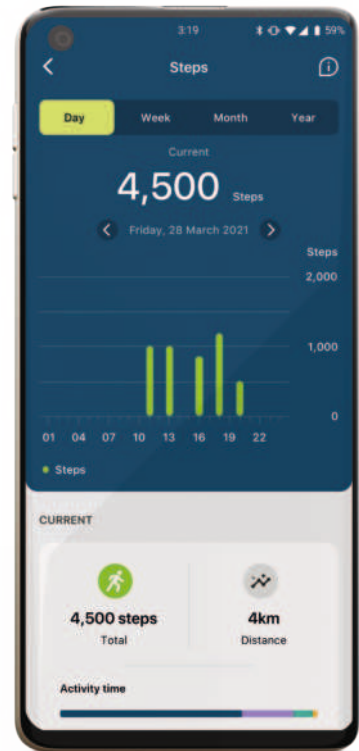 3:19 59%
Steps
Day Week Month Year
Current
4,500 Steps
Friday, 28 March 2021
Steps
2,000
1,000
0
01 04 07 10 13 16 19 22
Steps
CURRENT
4,500 steps 4km
Total Distance
Activity time